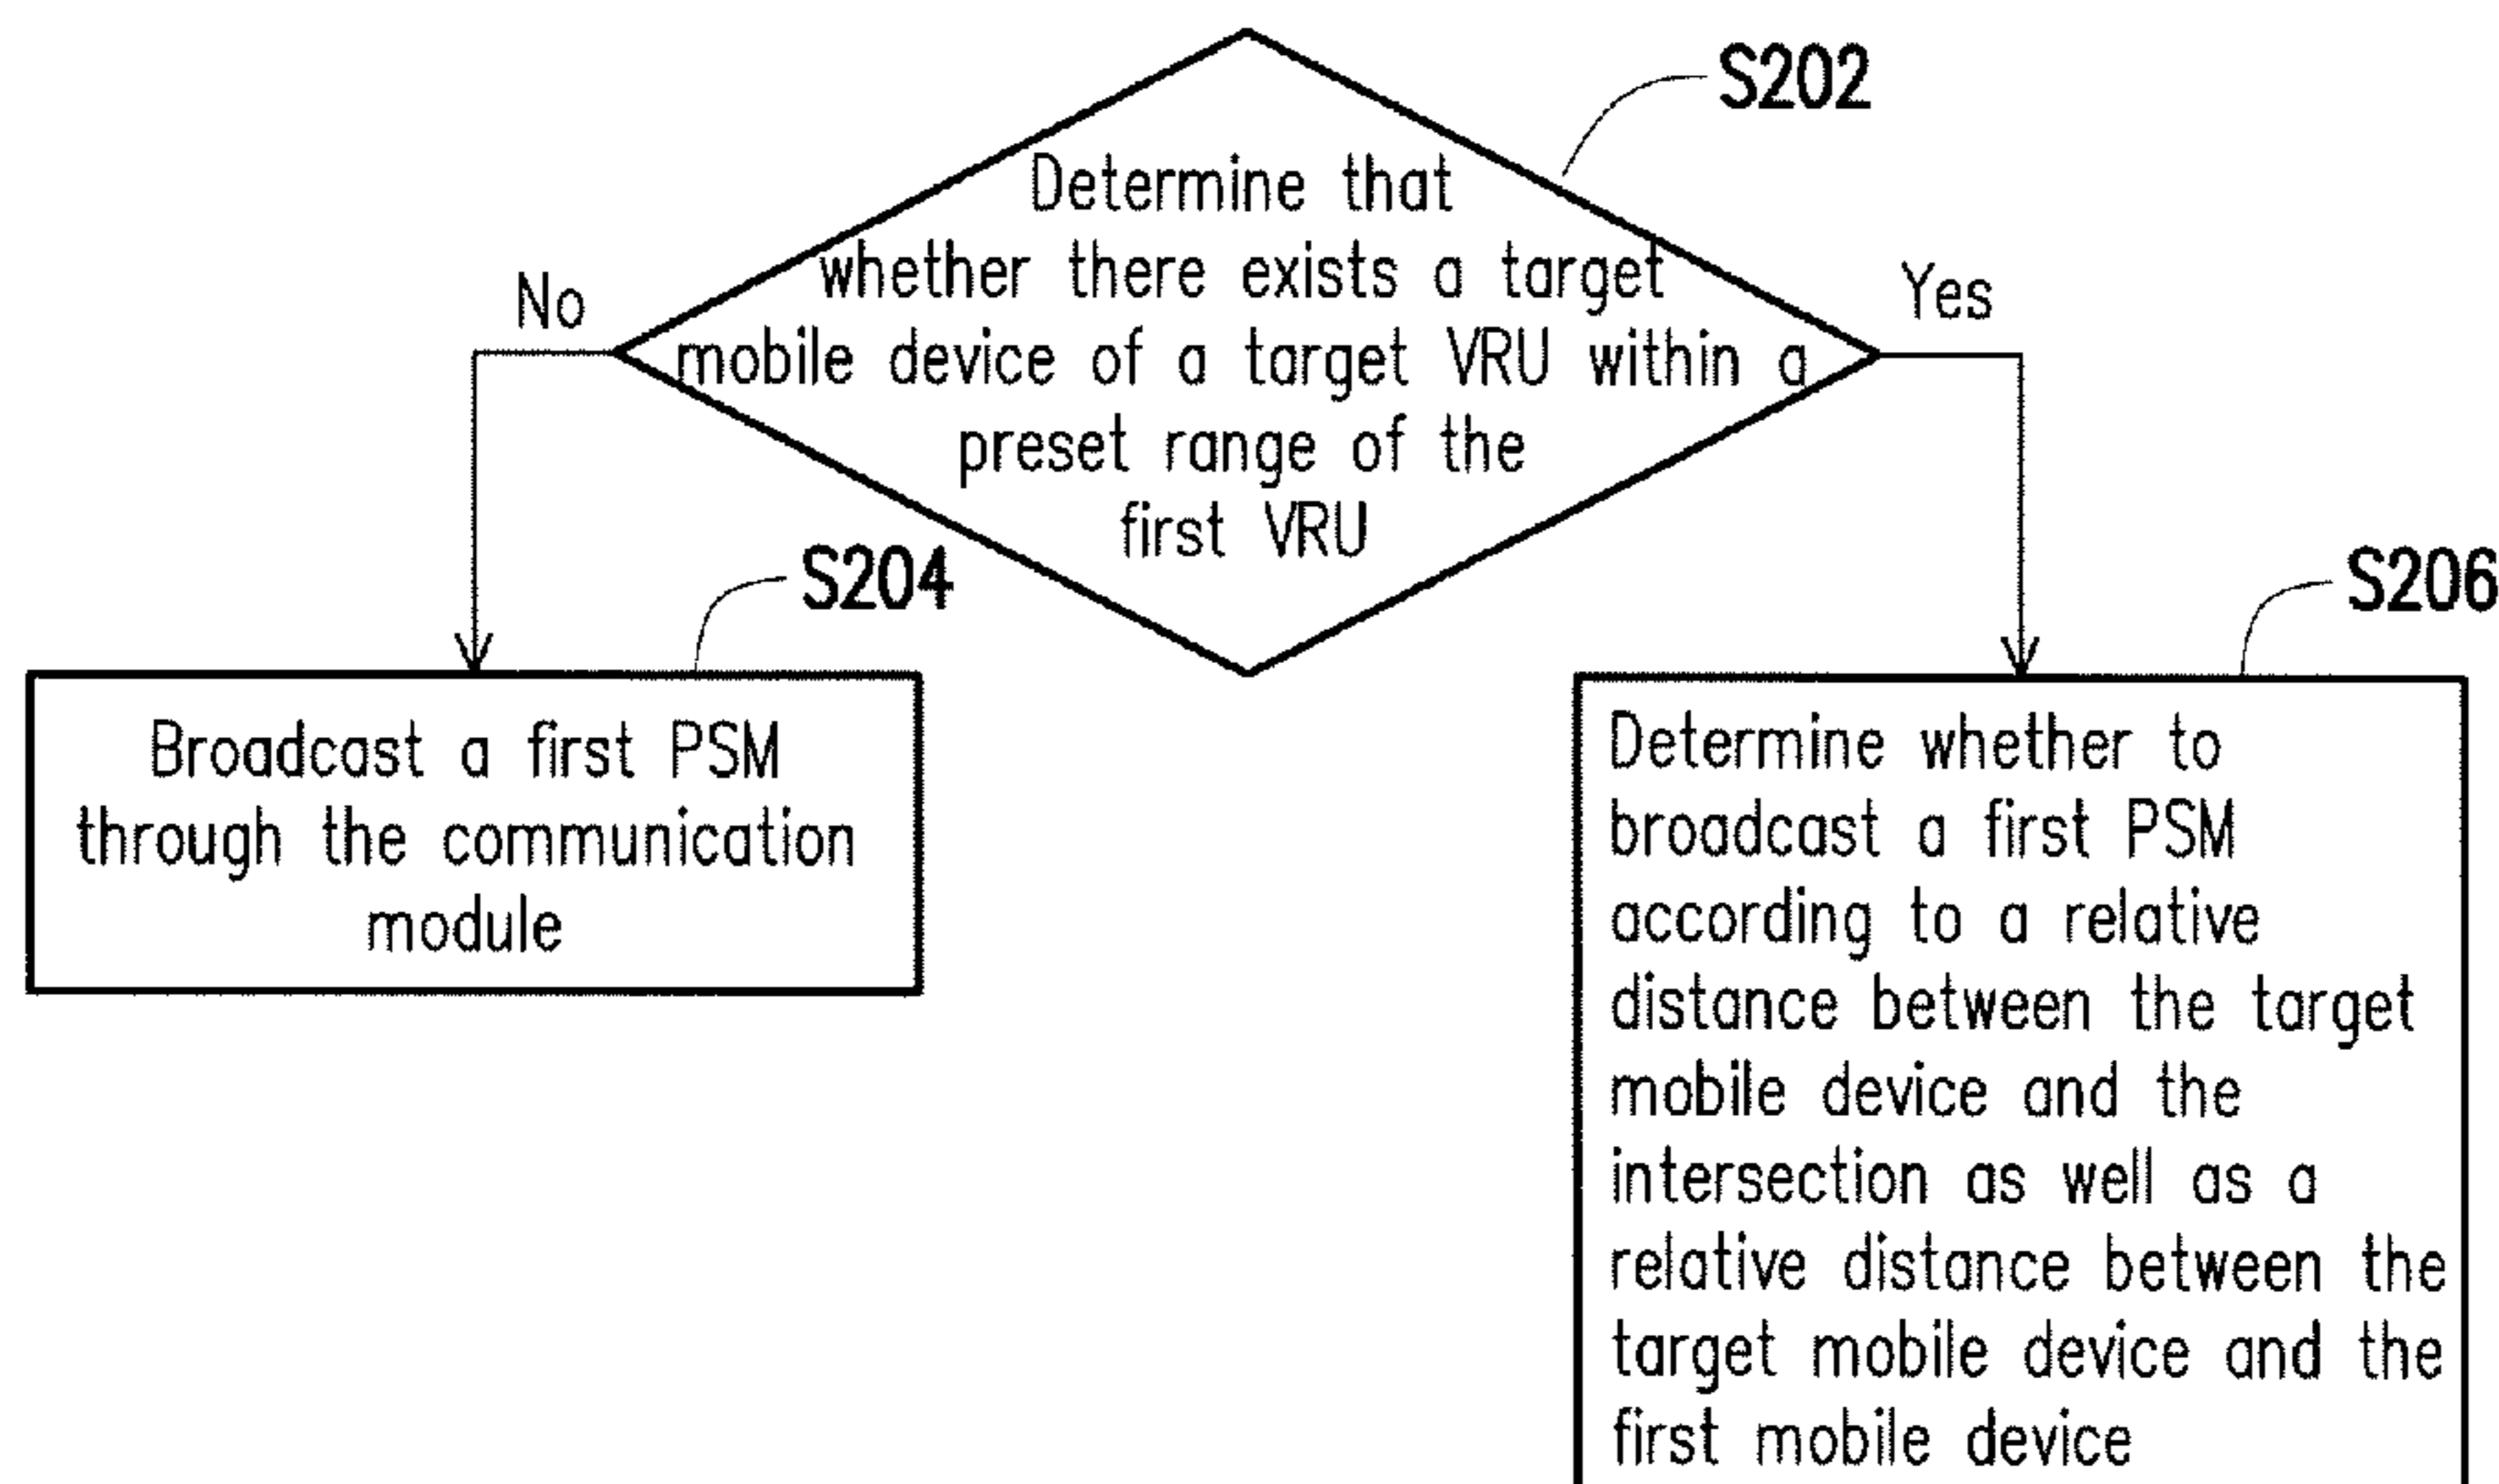 S202
Determine that
whether there exists a target
mobile device of a target VRU within a
preset range of the
first VRU
No
Yes
S204
Broadcast a first PSM
through the communication
module
S206
Determine whether to
broadcast a first PSM
according to a relative
distance between the target
mobile device and the
intersection as well as a
relative distance between the
target mobile device and the
first mobile device